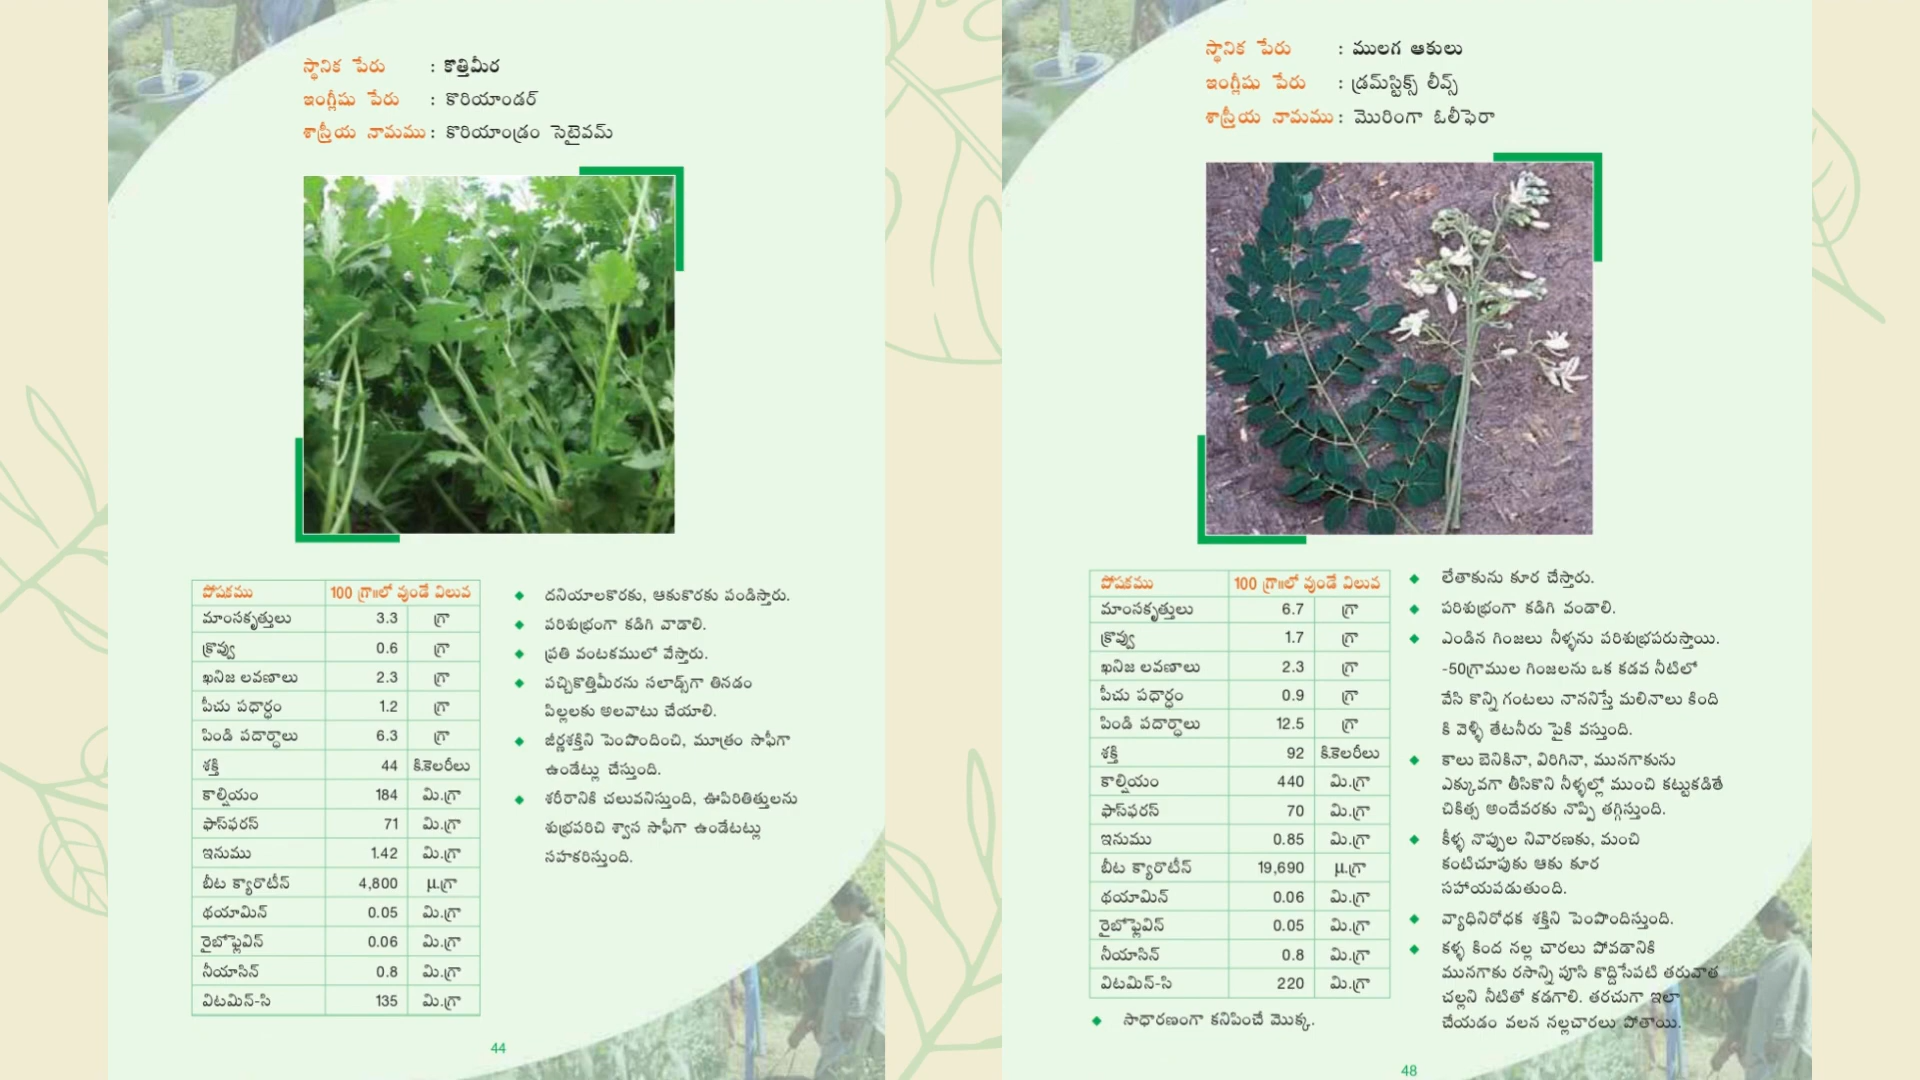 స్థానిక పేరు : కొత్తిమీర
ఇంగ్లీషు పేరు : కొరియాండర్
శాస్త్రీయ నామము : కొరియాండ్రం సెటైవమ్
పోషకము 100 గ్రా॥లో వుండే విలువ
మాంసకృత్తులు 3.3 గ్రా
క్రొవ్వు 0.6 గ్రా
ఖనిజ లవణాలు 2.3 గ్రా
పీచు పధార్ధం 1.2 గ్రా
పిండి పదార్ధాలు 6.3 గ్రా
శక్తి 44 కి.కెలరీలు
కాల్షియం 184 మి.గ్రా
ఫాస్‌ఫరస్ 71 మి.గ్రా
ఇనుము 1.42 మి.గ్రా
బీట క్యారొటీన్ 4,800 μ.గ్రా
థయామిన్ 0.05 మి.గ్రా
రైబోఫ్లెవిన్ 0.06 మి.గ్రా
నీయాసిన్ 0.8 మి.గ్రా
విటమిన్-సి 135 మి.గ్రా
దనియాలకొరకు, ఆకుకొరకు పండిస్తారు.
పరిశుభ్రంగా కడిగి వాడాలి.
ప్రతి వంటకములో వేస్తారు.
పచ్చికొత్తిమీరను సలాడ్స్‌గా తినడం
పిల్లలకు అలవాటు చేయాలి.
జీర్ణశక్తిని పెంపొందించి, మూత్రం సాఫీగా
ఉండేట్లు చేస్తుంది.
శరీరానికి చలువనిస్తుంది, ఊపిరితిత్తులను
శుభ్రపరిచి శ్వాస సాఫీగా ఉండేటట్లు
సహకరిస్తుంది.
44
స్థానిక పేరు : ములగ ఆకులు
ఇంగ్లీషు పేరు : డ్రమ్‌స్టిక్స్ లీవ్స్
శాస్త్రీయ నామము : మొరింగా ఓలీఫెరా
పోషకము 100 గ్రా॥లో వుండే విలువ
మాంసకృత్తులు 6.7 గ్రా
క్రొవ్వు 1.7 గ్రా
ఖనిజ లవణాలు 2.3 గ్రా
పీచు పధార్ధం 0.9 గ్రా
పిండి పదార్ధాలు 12.5 గ్రా
శక్తి 92 కి.కెలరీలు
కాల్షియం 440 మి.గ్రా
ఫాస్‌ఫరస్ 70 మి.గ్రా
ఇనుము 0.85 మి.గ్రా
బీట క్యారొటీన్ 19,690 μ.గ్రా
థయామిన్ 0.06 మి.గ్రా
రైబోఫ్లెవిన్ 0.05 మి.గ్రా
నీయాసిన్ 0.8 మి.గ్రా
విటమిన్-సి 220 మి.గ్రా
సాధారణంగా కనిపించే మొక్క.
లేతాకును కూర చేస్తారు.
పరిశుభ్రంగా కడిగి వండాలి.
ఎండిన గింజలు నీళ్ళను పరిశుభ్రపరుస్తాయి.
-50గ్రాముల గింజలను ఒక కడవ నీటిలో
వేసి కొన్ని గంటలు నాననిస్తే మలినాలు కింది
కి వెళ్ళి తేటనీరు పైకి వస్తుంది.
కాలు బెనికినా, విరిగినా, మునగాకును
ఎక్కువగా తీసికొని నీళ్ళల్లో ముంచి కట్టుకడితే
చికిత్స అందేవరకు నొప్పి తగ్గిస్తుంది.
కీళ్ళ నొప్పుల నివారణకు, మంచి
కంటిచూపుకు ఆకు కూర
సహాయపడుతుంది.
వ్యాధినిరోధక శక్తిని పెంపొందిస్తుంది.
కళ్ళ కింద నల్ల చారలు పోవడానికి
మునగాకు రసాన్ని పూసి కొద్దిసేపటి తరువాత
చల్లని నీటితో కడగాలి. తరచుగా ఇలా
చేయడం వలన నల్లచారలు పోతాయి.
48